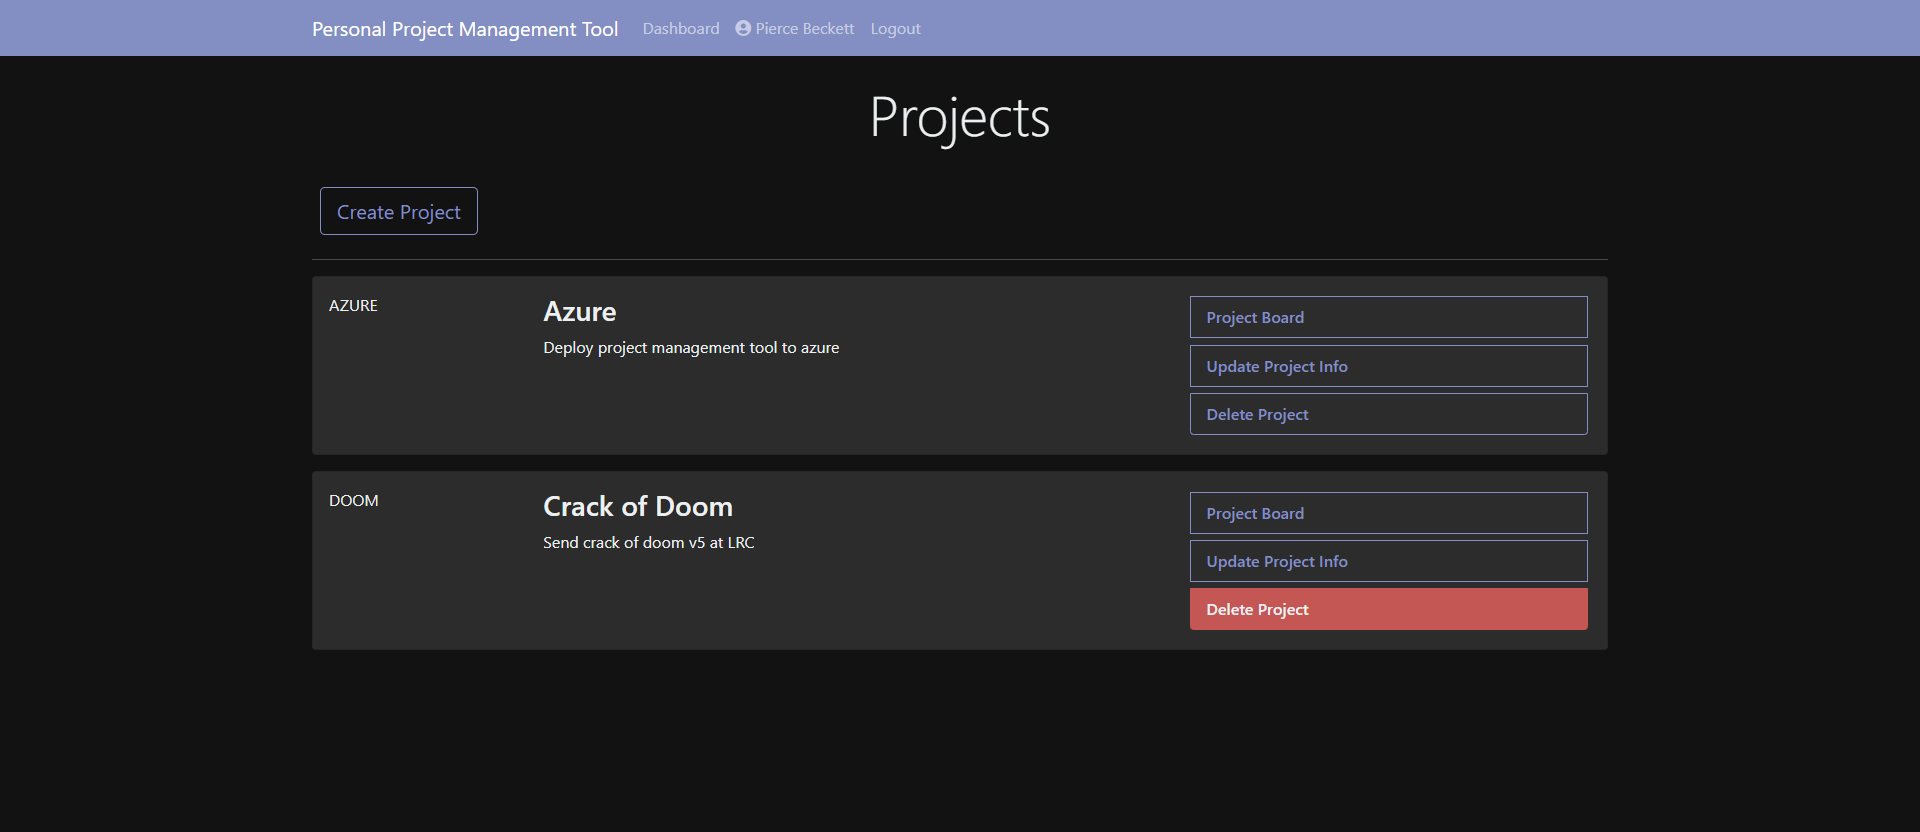 Personal Project Management Tool Dashboard Pierce Beckett Logout
Projects
Create Project
AZURE
Azure
Deploy project management tool to azure
Project Board
Update Project Info
Delete Project
DOOM
Crack of Doom
Send crack of doom v5 at LRC
Project Board
Update Project Info
Delete Project